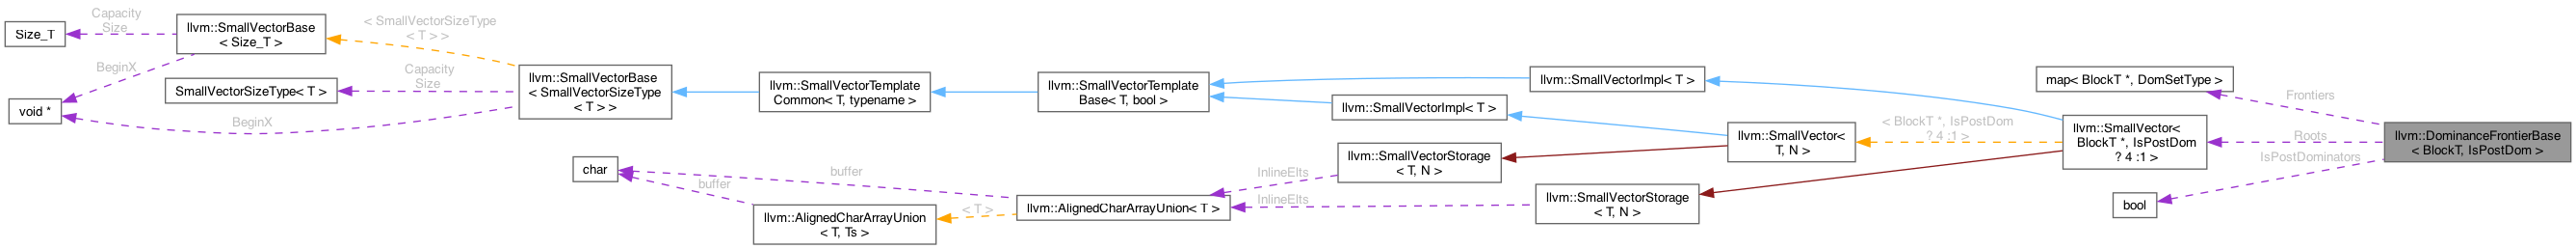 Size_T
Capacity
Size
llvm::SmallVectorBase
< Size_T >
< SmallVectorSizeType
< T > >
BeginX
void *
SmallVectorSizeType< T >
Capacity
Size
BeginX
llvm::SmallVectorBase
< SmallVectorSizeType
< T > >
llvm::SmallVectorTemplate
Common< T, typename >
llvm::SmallVectorTemplate
Base< T, bool >
llvm::SmallVectorImpl< T >
llvm::SmallVectorImpl< T >
char
buffer
buffer
llvm::AlignedCharArrayUnion
< T, Ts >
< T >
llvm::AlignedCharArrayUnion< T >
InlineElts
InlineElts
llvm::SmallVectorStorage
< T, N >
llvm::SmallVectorStorage
< T, N >
llvm::SmallVector<
T, N >
< BlockT *, IsPostDom
? 4 :1 >
map< BlockT *, DomSetType >
llvm::SmallVector<
BlockT *, IsPostDom
? 4 :1 >
bool
Frontiers
Roots
IsPostDominators
llvm::DominanceFrontierBase
< BlockT, IsPostDom >